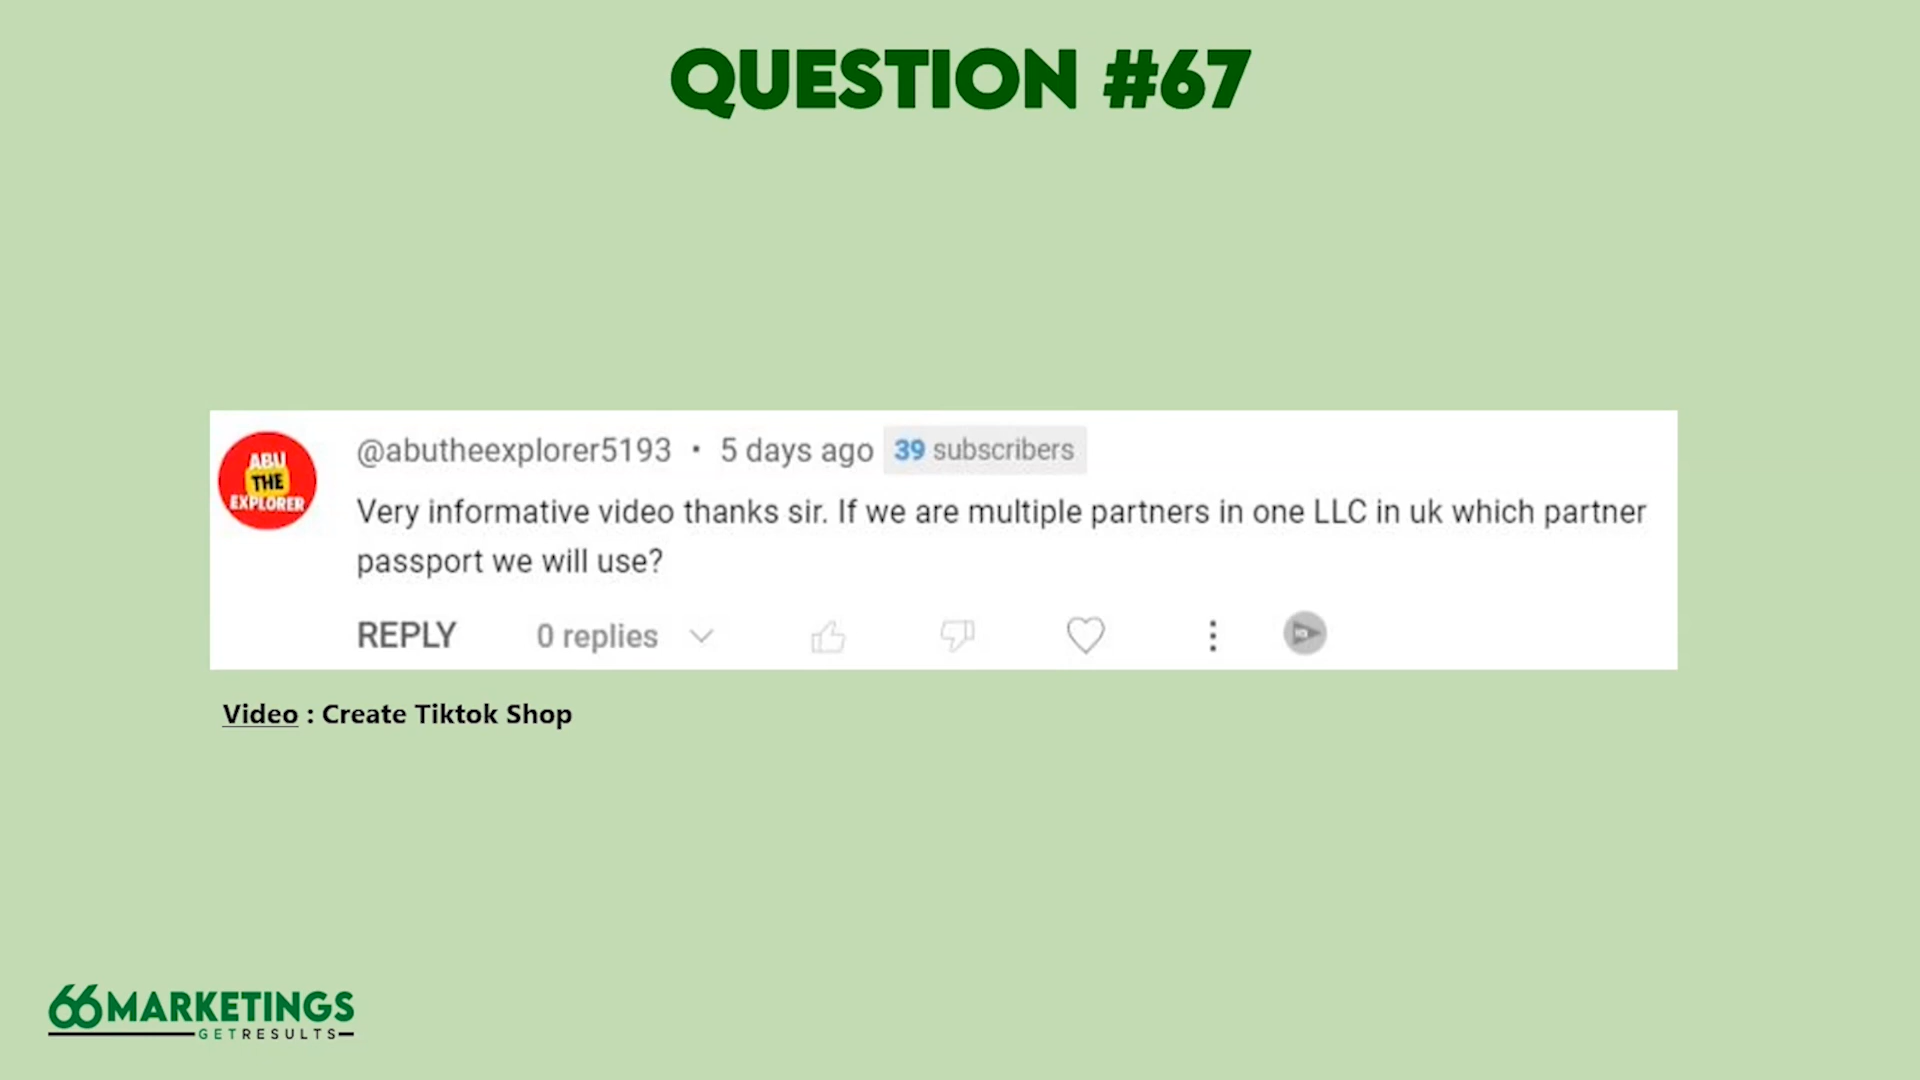 QUESTION #67
ABU
THE
EXPLORER
@abutheexplorer5193 • 5 days ago 39 subscribers
Very informative video thanks sir. If we are multiple partners in one LLC in uk which partner
passport we will use?
REPLY 0 replies
Video : Create Tiktok Shop
66MARKETINGS
GETRESULTS